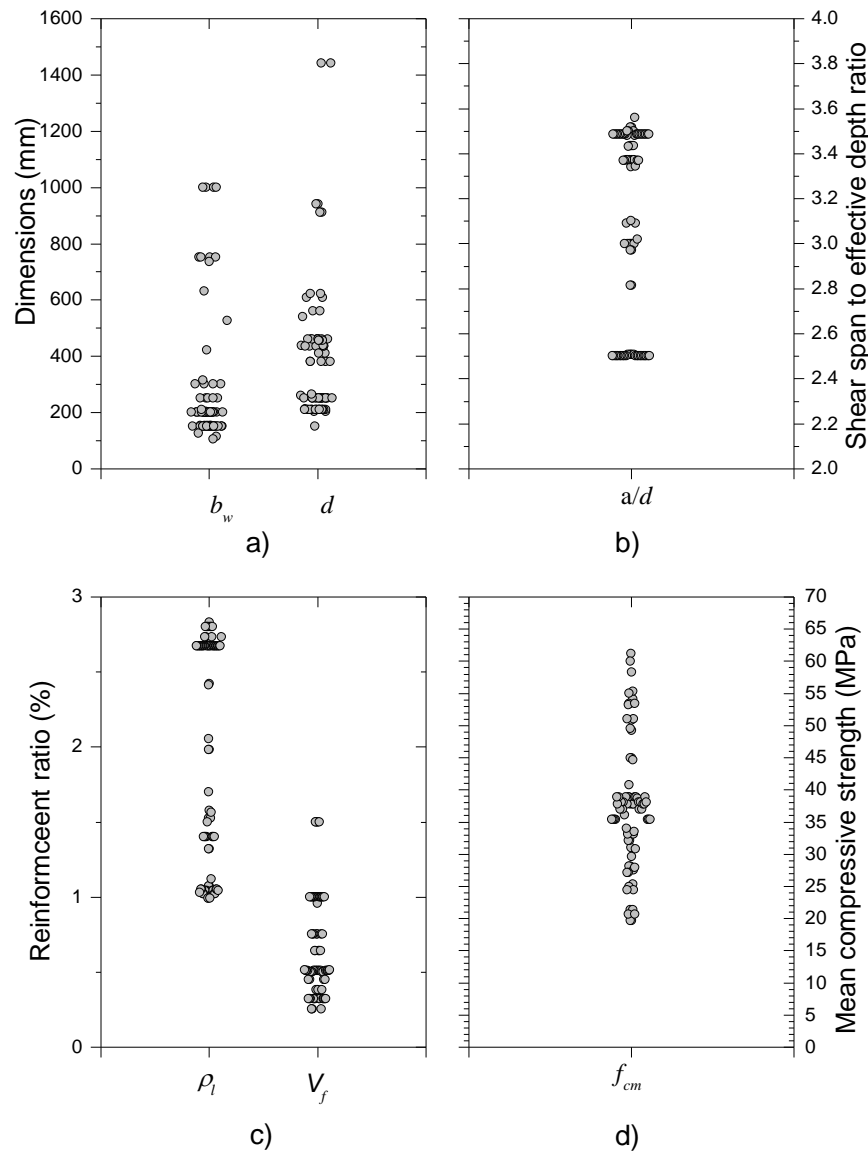 1600
1400
1200
1000
800
600
400
200
0
Dimensions (mm)
b_w
d
a)
4.0
3.8
3.6
3.4
3.2
3.0
2.8
2.6
2.4
2.2
2.0
Shear span to effective depth ratio
a/d
b)
3
2
1
0
Reinformceent ratio (%)
ρ_l
V_f
c)
70
65
60
55
50
45
40
35
30
25
20
15
10
5
0
Mean compressive strength (MPa)
f_cm
d)